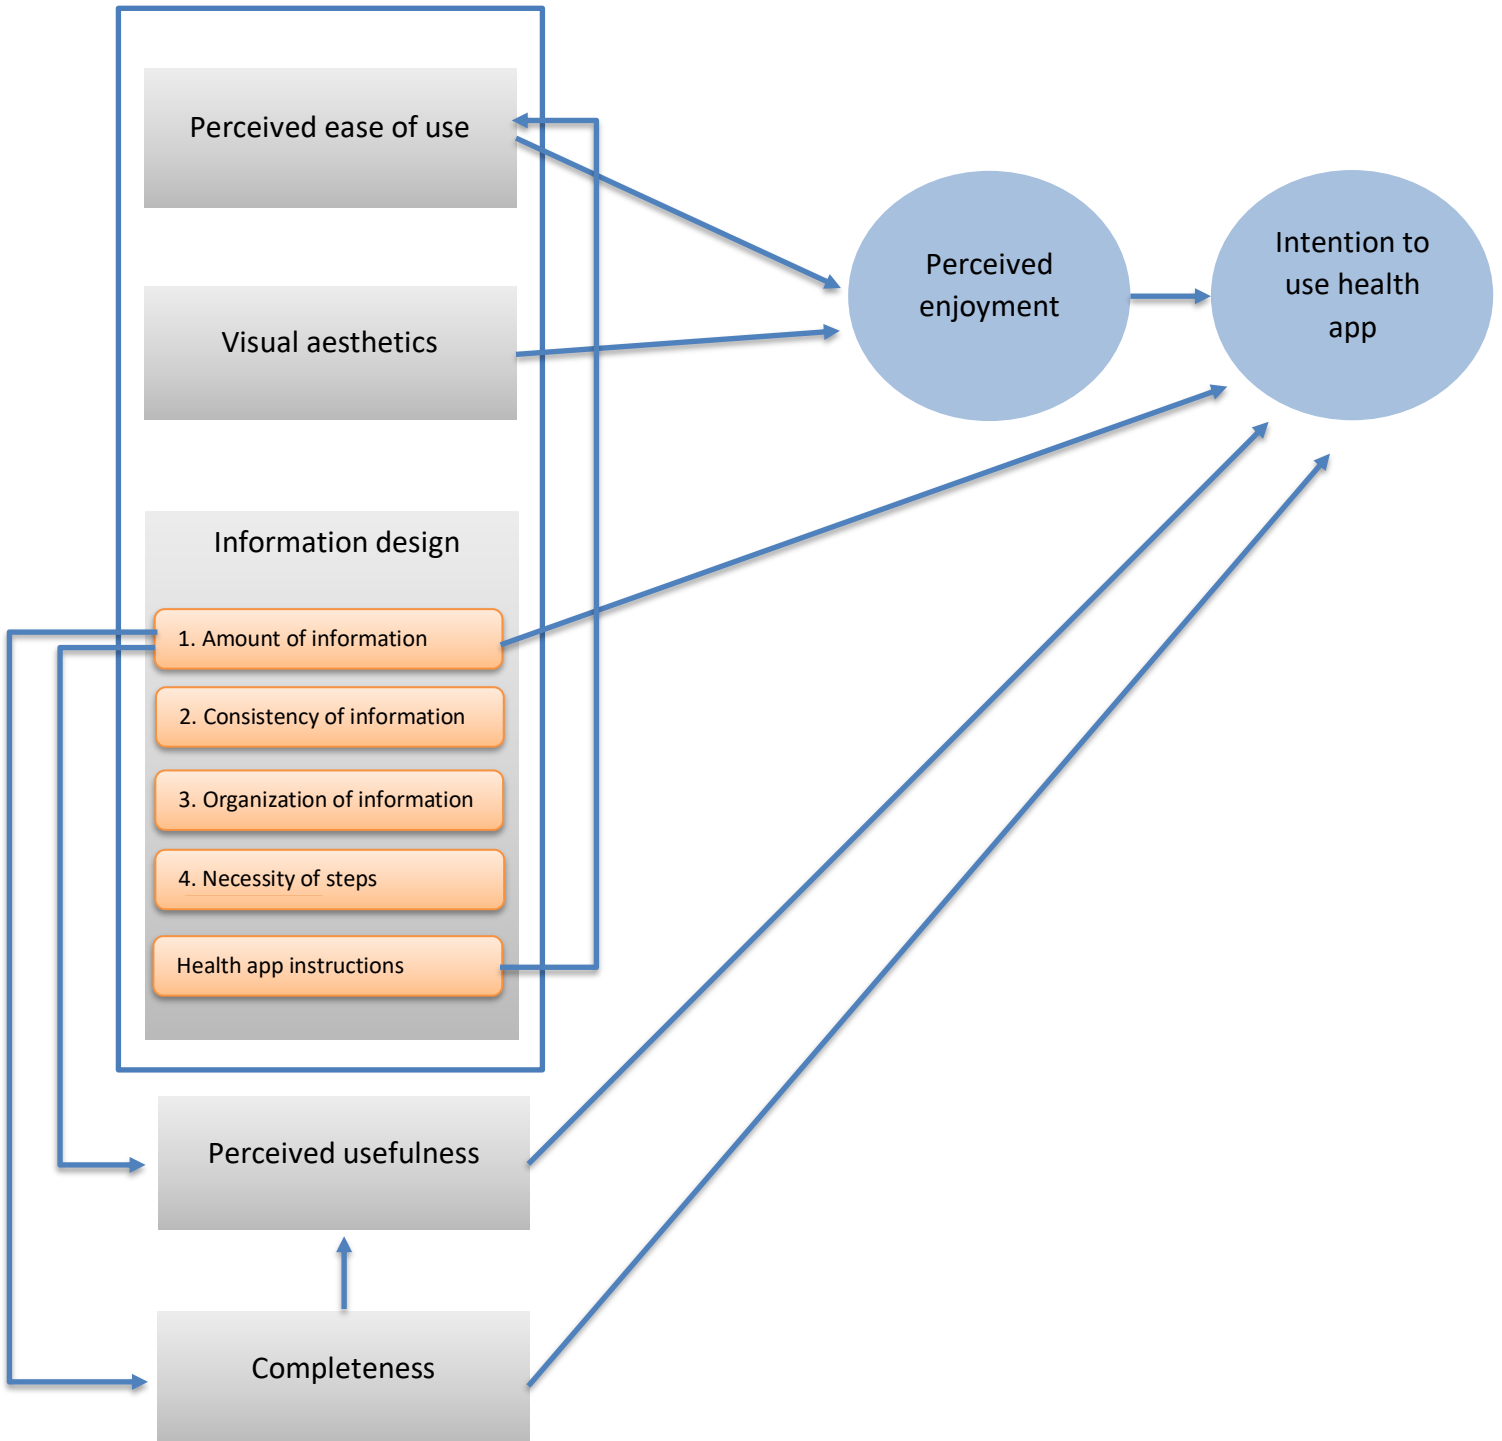 Perceived ease of use
Visual aesthetics
Information design
1. Amount of information
2. Consistency of information
3. Organization of information
4. Necessity of steps
Health app instructions
Perceived usefulness
Completeness
Perceived
enjoyment
Intention to
use health
app